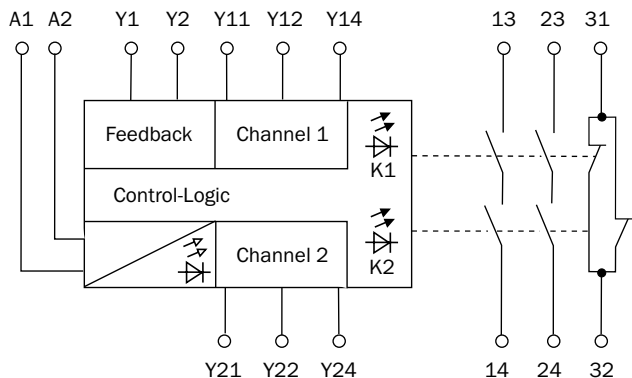 A1 A2 Y1 Y2 Y11 Y12 Y14 13 23 31
Feedback Channel 1
K1
Control-Logic
Channel 2 K2
Y21 Y22 Y24 14 24 32